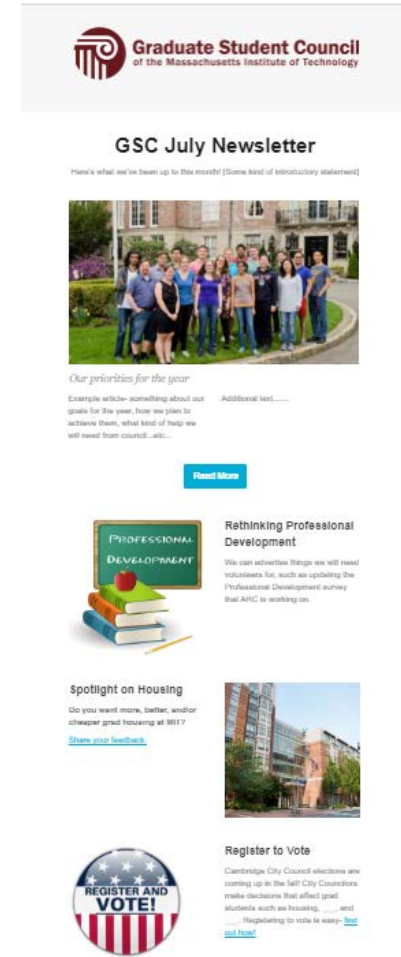 Graduate Student Council
of the Massachusetts Institute of Technology
GSC July Newsletter
Here's what we've been up to this month! [Some kind of introductory statement]
Our priorities for the year
Example article- something about our
goals for the year, how we plan to
achieve them, what kind of help we
will need from council...etc...
Additional text.......
Read More
PROFESSIONAL
DEVELOPMENT
Rethinking Professional
Development
We can advertise things we will need
volunteers for, such as updating the
Professional Development survey
that ARC is working on.
Spotlight on Housing
Do you want more, better, and/or
cheaper grad housing at MIT?
Share your feedback.
REGISTER AND
VOTE!
Register to Vote
Cambridge City Council elections are
coming up in the fall! City Councilors
make decisions that affect grad
students such as housing, ___, and
___. Registering to vote is easy- find
out how!